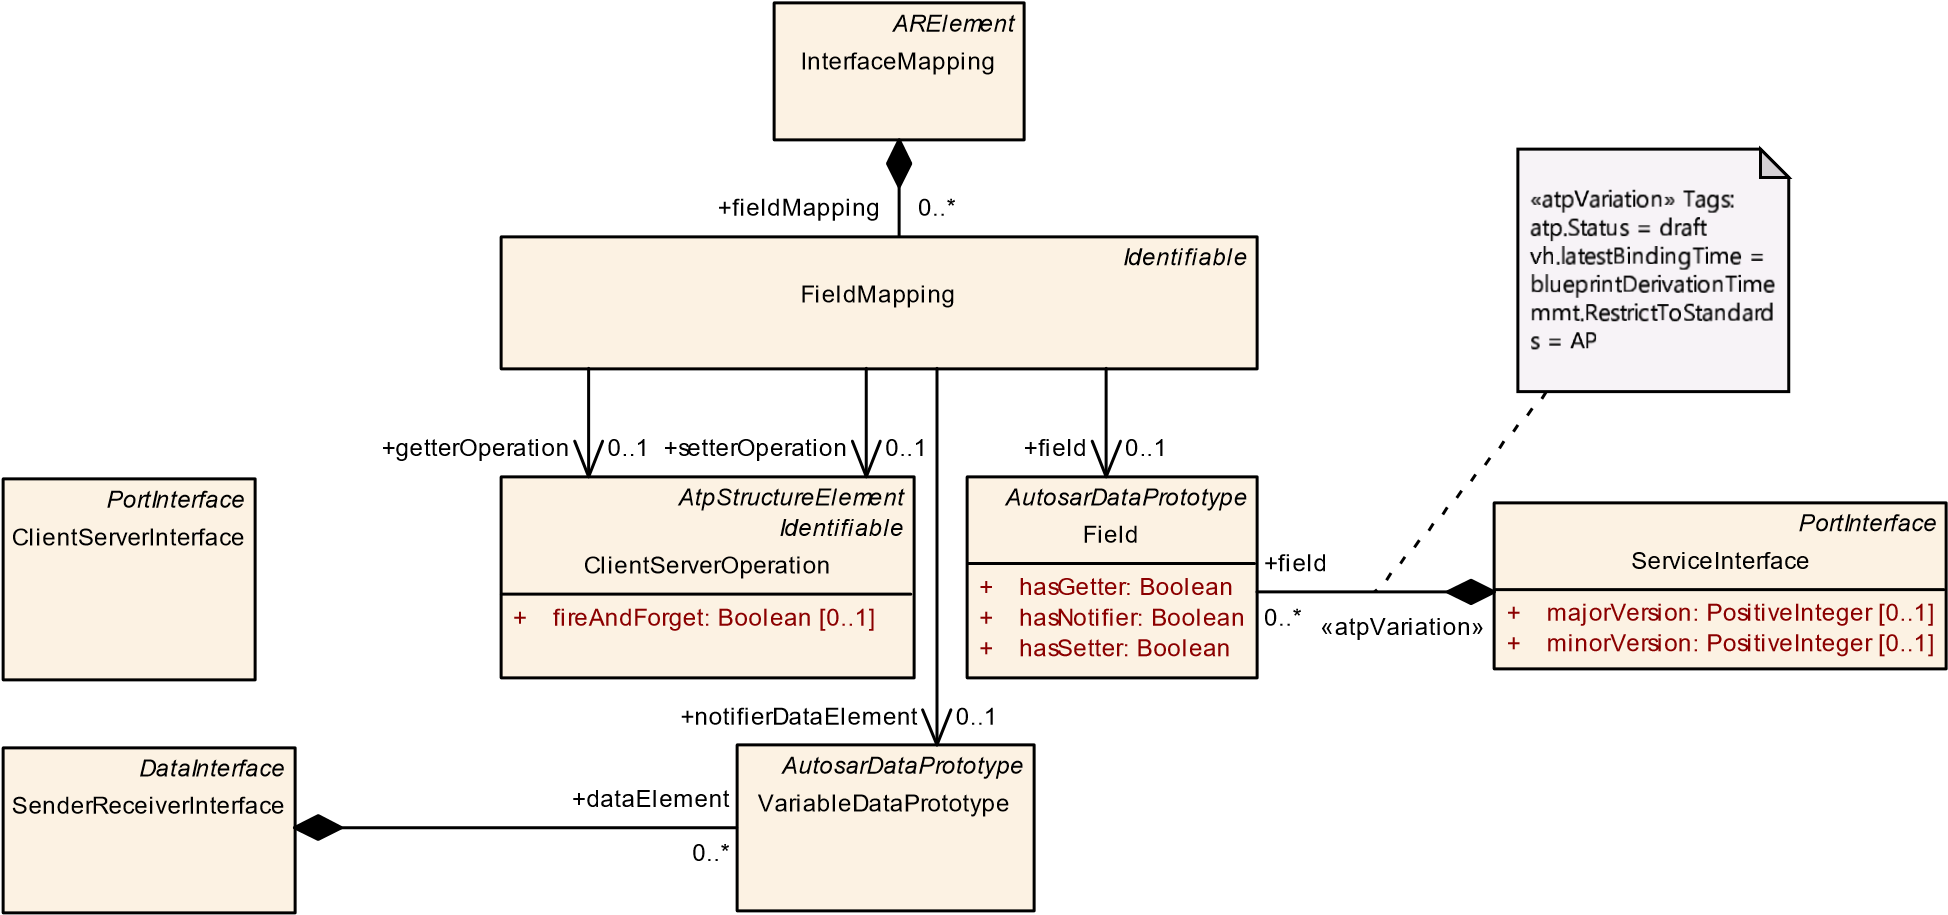 ARElement
InterfaceMapping
+fieldMapping 0..*
Identifiable
FieldMapping
«atpVariation» Tags:
atp.Status = draft
vh.latestBindingTime =
blueprintDerivationTime
mmt.RestrictToStandard
s = AP
+getterOperation 0..1
+setterOperation 0..1
+field 0..1
PortInterface
ClientServerInterface
AtpStructureElement
Identifiable
ClientServerOperation
+ fireAndForget: Boolean [0..1]
AutosarDataPrototype
Field
+ hasGetter: Boolean
+ hasNotifier: Boolean
+ hasSetter: Boolean
+field
0..*
«atpVariation»
PortInterface
ServiceInterface
+ majorVersion: PositiveInteger [0..1]
+ minorVersion: PositiveInteger [0..1]
+notifierDataElement 0..1
DataInterface
SenderReceiverInterface
+dataElement
0..*
AutosarDataPrototype
VariableDataPrototype